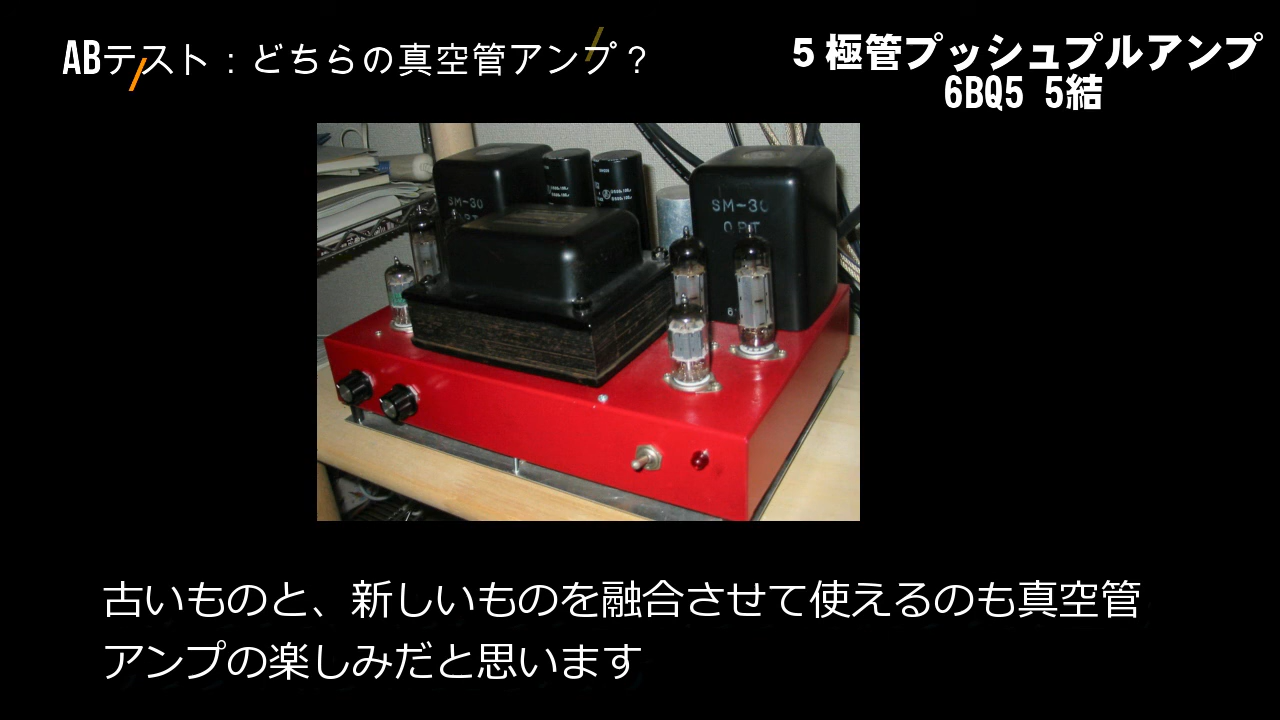 ABテスト：どちらの真空管アンプ？
５極管プッシュプルアンプ
6BQ5 5結
SM-30
OPT
SM-30
OPT
古いものと、新しいものを融合させて使えるのも真空管
アンプの楽しみだと思います